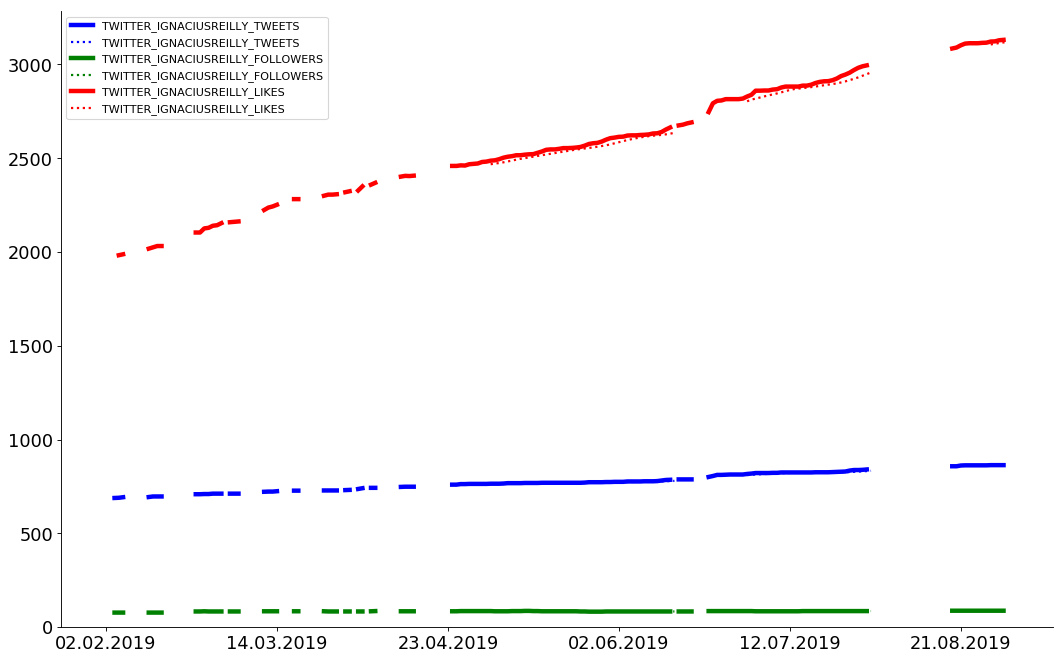 TWITTER_IGNACIUSREILLY_TWEETS
TWITTER_IGNACIUSREILLY_TWEETS
TWITTER_IGNACIUSREILLY_FOLLOWERS
TWITTER_IGNACIUSREILLY_FOLLOWERS
TWITTER_IGNACIUSREILLY_LIKES
TWITTER_IGNACIUSREILLY_LIKES
3000
2500
2000
1500
1000
500
0
02.02.2019 14.03.2019 23.04.2019 02.06.2019 12.07.2019 21.08.2019